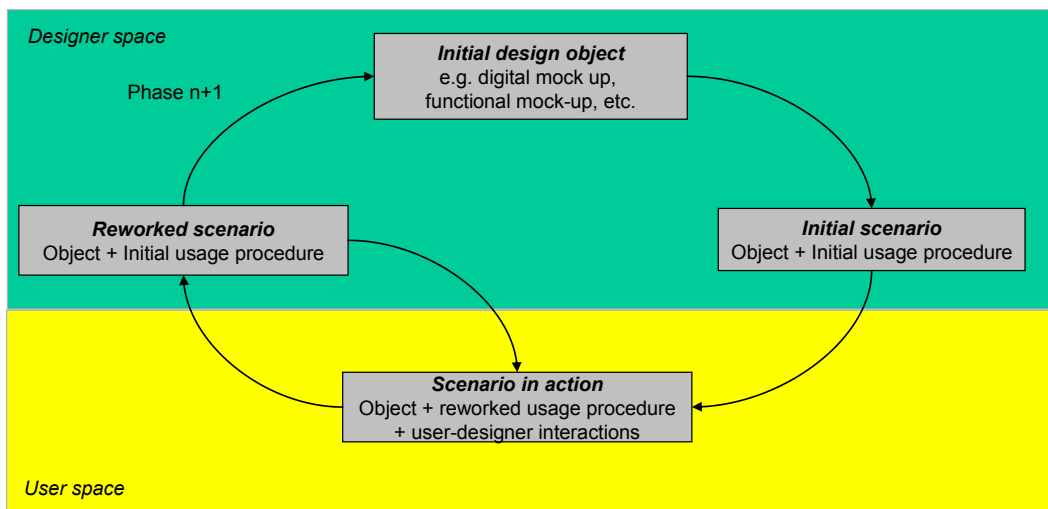 Designer space
Initial design object
e.g. digital mock up,
functional mock-up, etc.
Phase n+1
Reworked scenario
Object + Initial usage procedure
Initial scenario
Object + Initial usage procedure
Scenario in action
Object + reworked usage procedure
+ user-designer interactions
User space